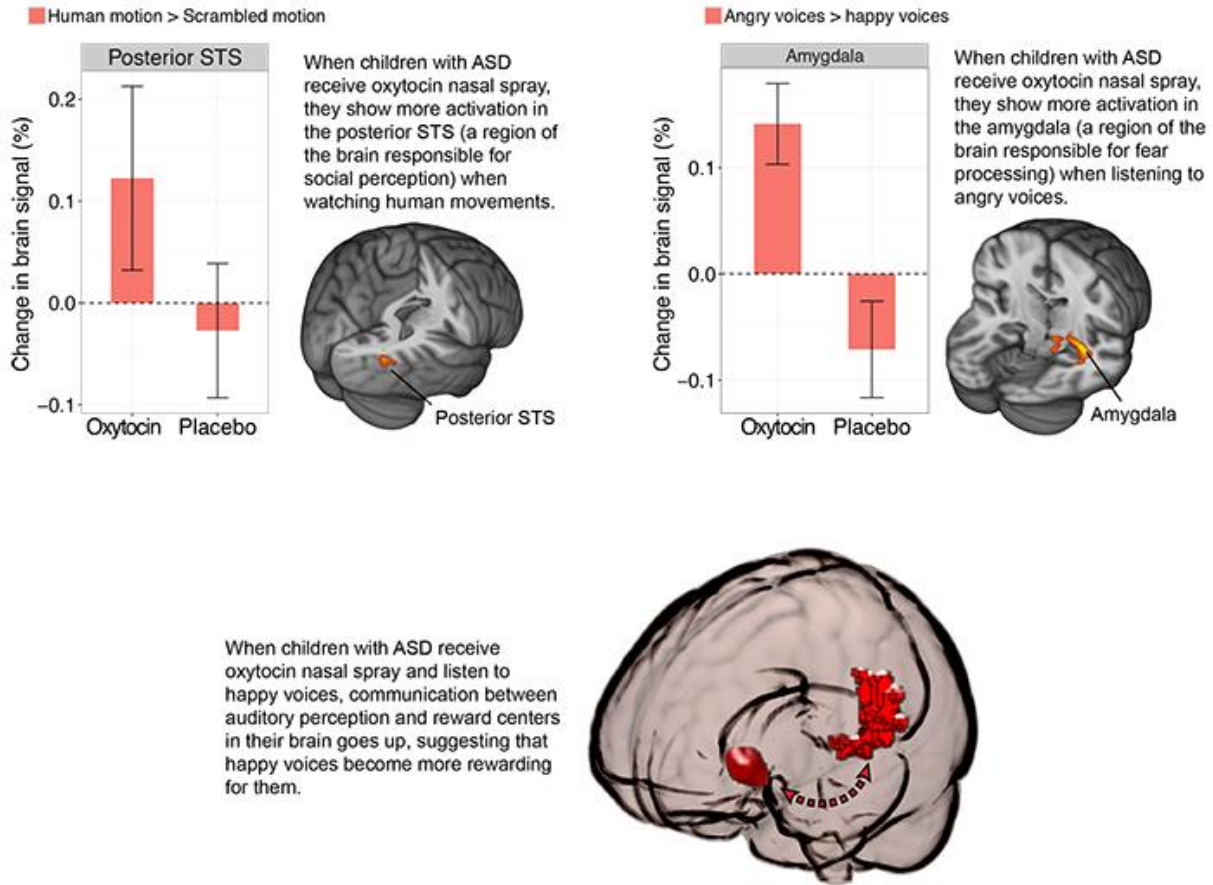 Human motion > Scrambled motion
Posterior STS
Change in brain signal (%)
0.2
0.1
0.0
−0.1
Oxytocin Placebo
When children with ASD
receive oxytocin nasal spray,
they show more activation in
the posterior STS (a region of
the brain responsible for
social perception) when
watching human movements.
Posterior STS
Angry voices > happy voices
Amygdala
Change in brain signal (%)
0.1
0.0
−0.1
Oxytocin Placebo
When children with ASD
receive oxytocin nasal spray,
they show more activation in
the amygdala (a region of the
brain responsible for fear
processing) when listening to
angry voices.
Amygdala
When children with ASD receive
oxytocin nasal spray and listen to
happy voices, communication between
auditory perception and reward centers
in their brain goes up, suggesting that
happy voices become more rewarding
for them.